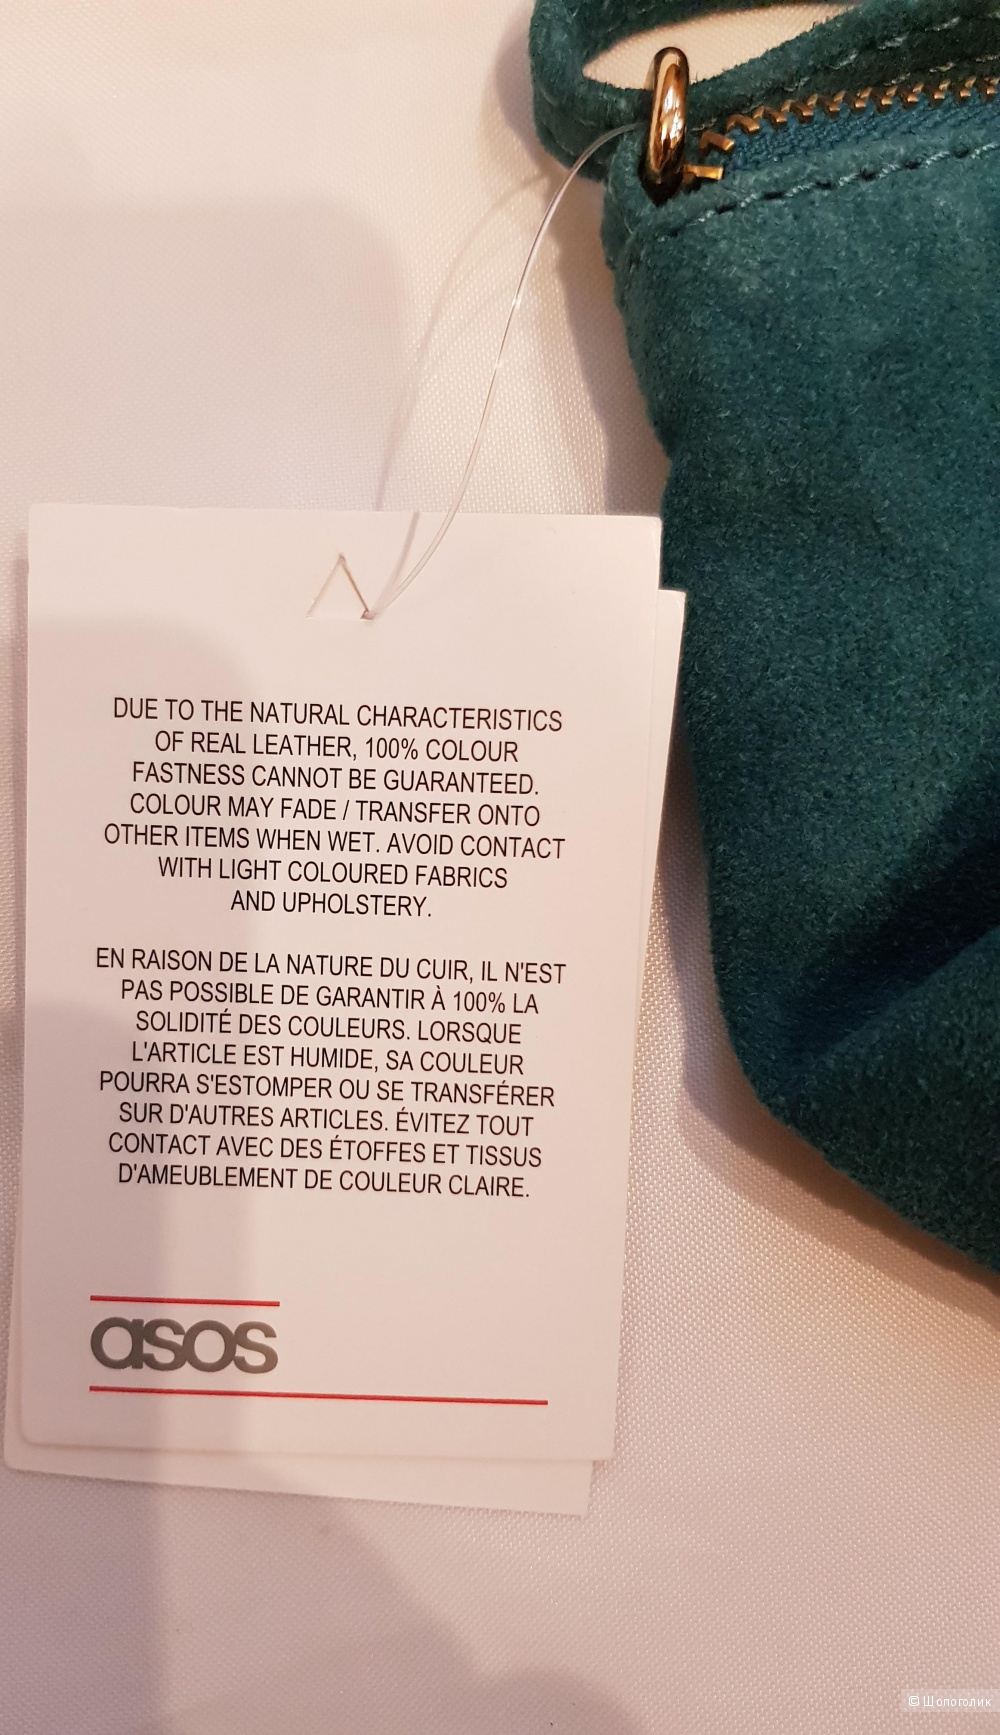 DUE TO THE NATURAL CHARACTERISTICS
OF REAL LEATHER, 100% COLOUR
FASTNESS CANNOT BE GUARANTEED.
COLOUR MAY FADE / TRANSFER ONTO
OTHER ITEMS WHEN WET. AVOID CONTACT
WITH LIGHT COLOURED FABRICS
AND UPHOLSTERY.
EN RAISON DE LA NATURE DU CUIR, IL N'EST
PAS POSSIBLE DE GARANTIR À 100% LA
SOLIDITÉ DES COULEURS. LORSQUE
L'ARTICLE EST HUMIDE, SA COULEUR
POURRA S'ESTOMPER OU SE TRANSFÉRER
SUR D'AUTRES ARTICLES. ÉVITEZ TOUT
CONTACT AVEC DES ÉTOFFES ET TISSUS
D'AMEUBLEMENT DE COULEUR CLAIRE.
asos
© Шопоголик